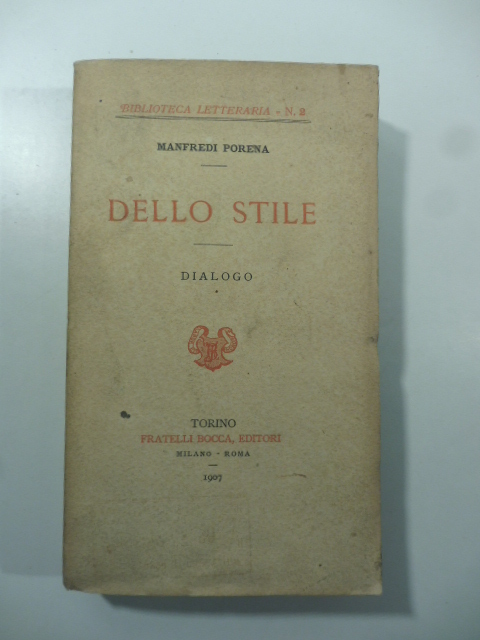 BIBLIOTECA LETTERARIA - N. 2
MANFREDI PORENA
DELLO STILE
DIALOGO
TORINO
FRATELLI BOCCA, EDITORI
MILANO - ROMA
1907